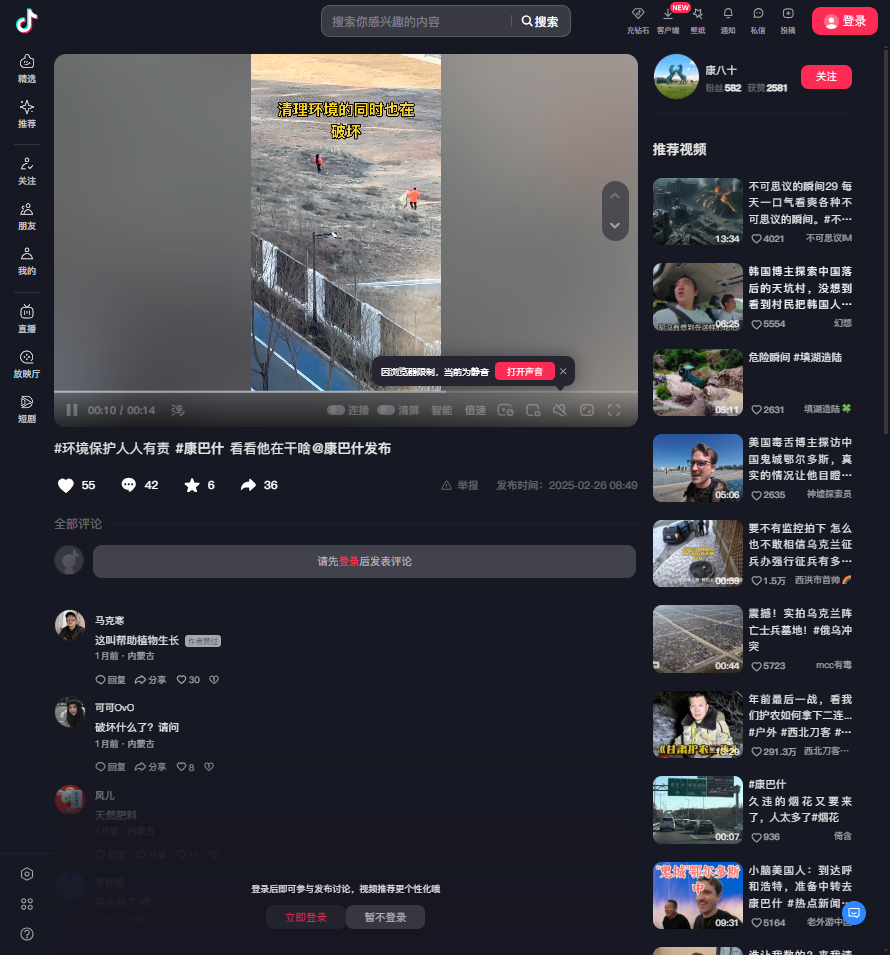 搜索你感兴趣的内容
搜索
充钻石
客户端
NEW
壁纸
通知
私信
投稿
登录
精选
推荐
关注
朋友
我的
直播
放映厅
短剧
清理环境的同时也在
破坏
因浏览器限制,当前为静音
打开声音
00:10 / 00:14
弹
连播
清屏
智能
倍速
#环境保护人人有责 #康巴什 看看他在干啥@康巴什发布
55
42
6
36
举报
发布时间:2025-02-26 08:49
全部评论
请先登录后发表评论
马克寒
这叫帮助植物生长 作者赞过
1月前 · 内蒙古
回复
分享
30
可可OvO
破坏什么了?请问
1月前 · 内蒙古
回复
分享
8
风儿
天然肥料
1月前 · 内蒙古
回复
分享
登录后即可参与发布讨论,视频推荐更个性化哦
立即登录
暂不登录
康八十
粉丝582 获赞2581
关注
推荐视频
13:34
不可思议的瞬间29 每
天一口气看爽各种不
可思议的瞬间。#不…
4021
不可思议IM
06:25
韩国博主探索中国落
后的天坑村,没想到
看到村民把韩国人…
5554
幻想
05:11
危险瞬间 #填湖造陆
2631
填湖造陆
05:06
美国毒舌博主探访中
国鬼城鄂尔多斯,真
实的情况让他目瞪…
2635
神墟探索员
00:59
要不有监控拍下 怎么
也不敢相信乌克兰征
兵办强行征兵有多…
1.5万
西洪市首帅
00:44
震撼!实拍乌克兰阵
亡士兵墓地!#俄乌冲
突
5723
mcc有毒
15:29
年前最后一战,看我
们护农如何拿下二连...
#户外 #西北刀客 #…
291.3万
西北刀客…
00:07
#康巴什
久违的烟花又要来
了,人太多了#烟花
936
倚含
"鬼城"鄂尔多斯
中
09:31
小脑美国人:到达呼
和浩特,准备中转去
康巴什 #热点新闻…
5164
老外游中国